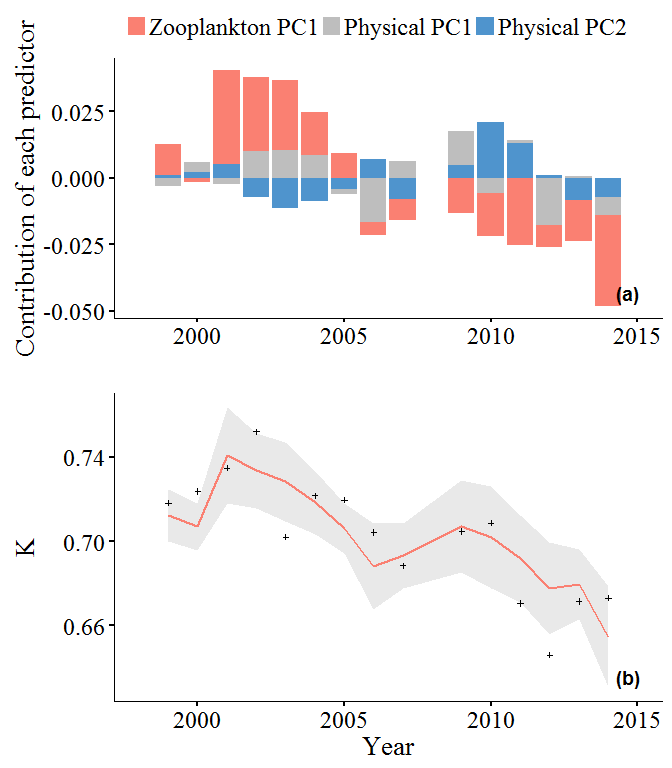 Zooplankton PC1 Physical PC1 Physical PC2
Contribution of each predictor
0.025
0.000
-0.025
-0.050
(a)
2000 2005 2010 2015
K
0.74
0.70
0.66
(b)
2000 2005 2010 2015
Year